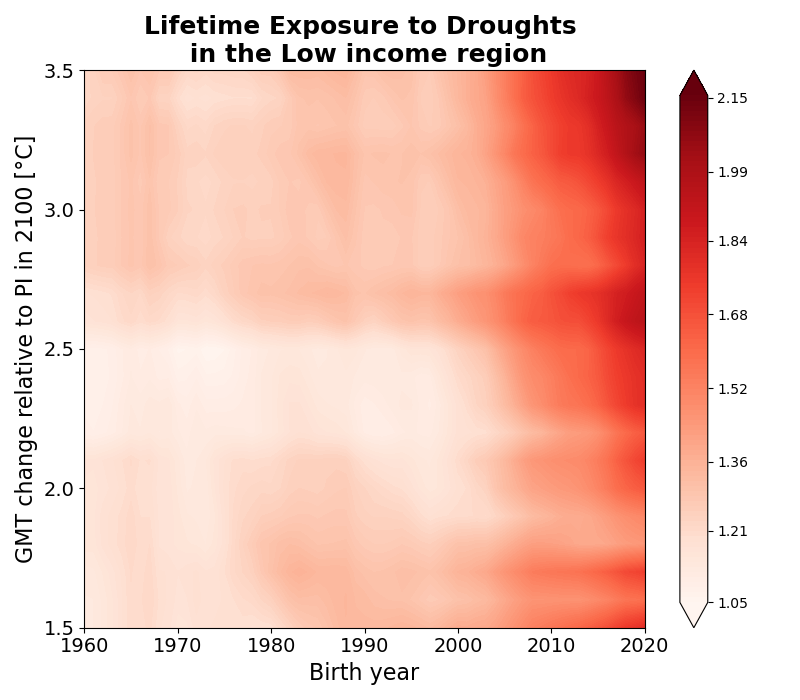 Lifetime Exposure to Droughts
in the Low income region
GMT change relative to PI in 2100 [°C]
3.5
3.0
2.5
2.0
1.5
1960 1970 1980 1990 2000 2010 2020
Birth year
2.15
1.99
1.84
1.68
1.52
1.36
1.21
1.05